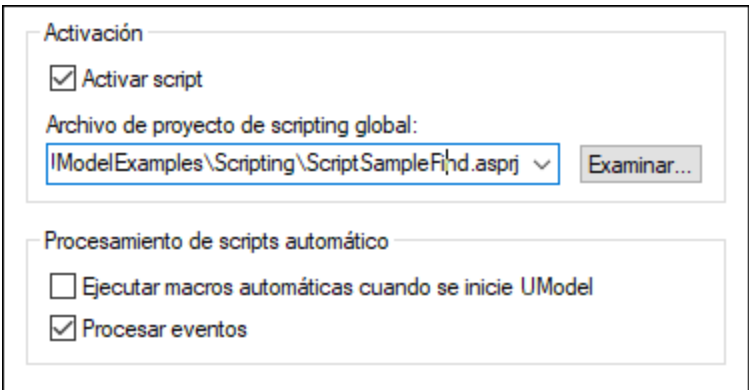 Activación
Activar script
Archivo de proyecto de scripting global:
ModelExamples\Scripting\ScriptSampleFind.asprj
Examinar...
Procesamiento de scripts automático
Ejecutar macros automáticas cuando se inicie UModel
Procesar eventos